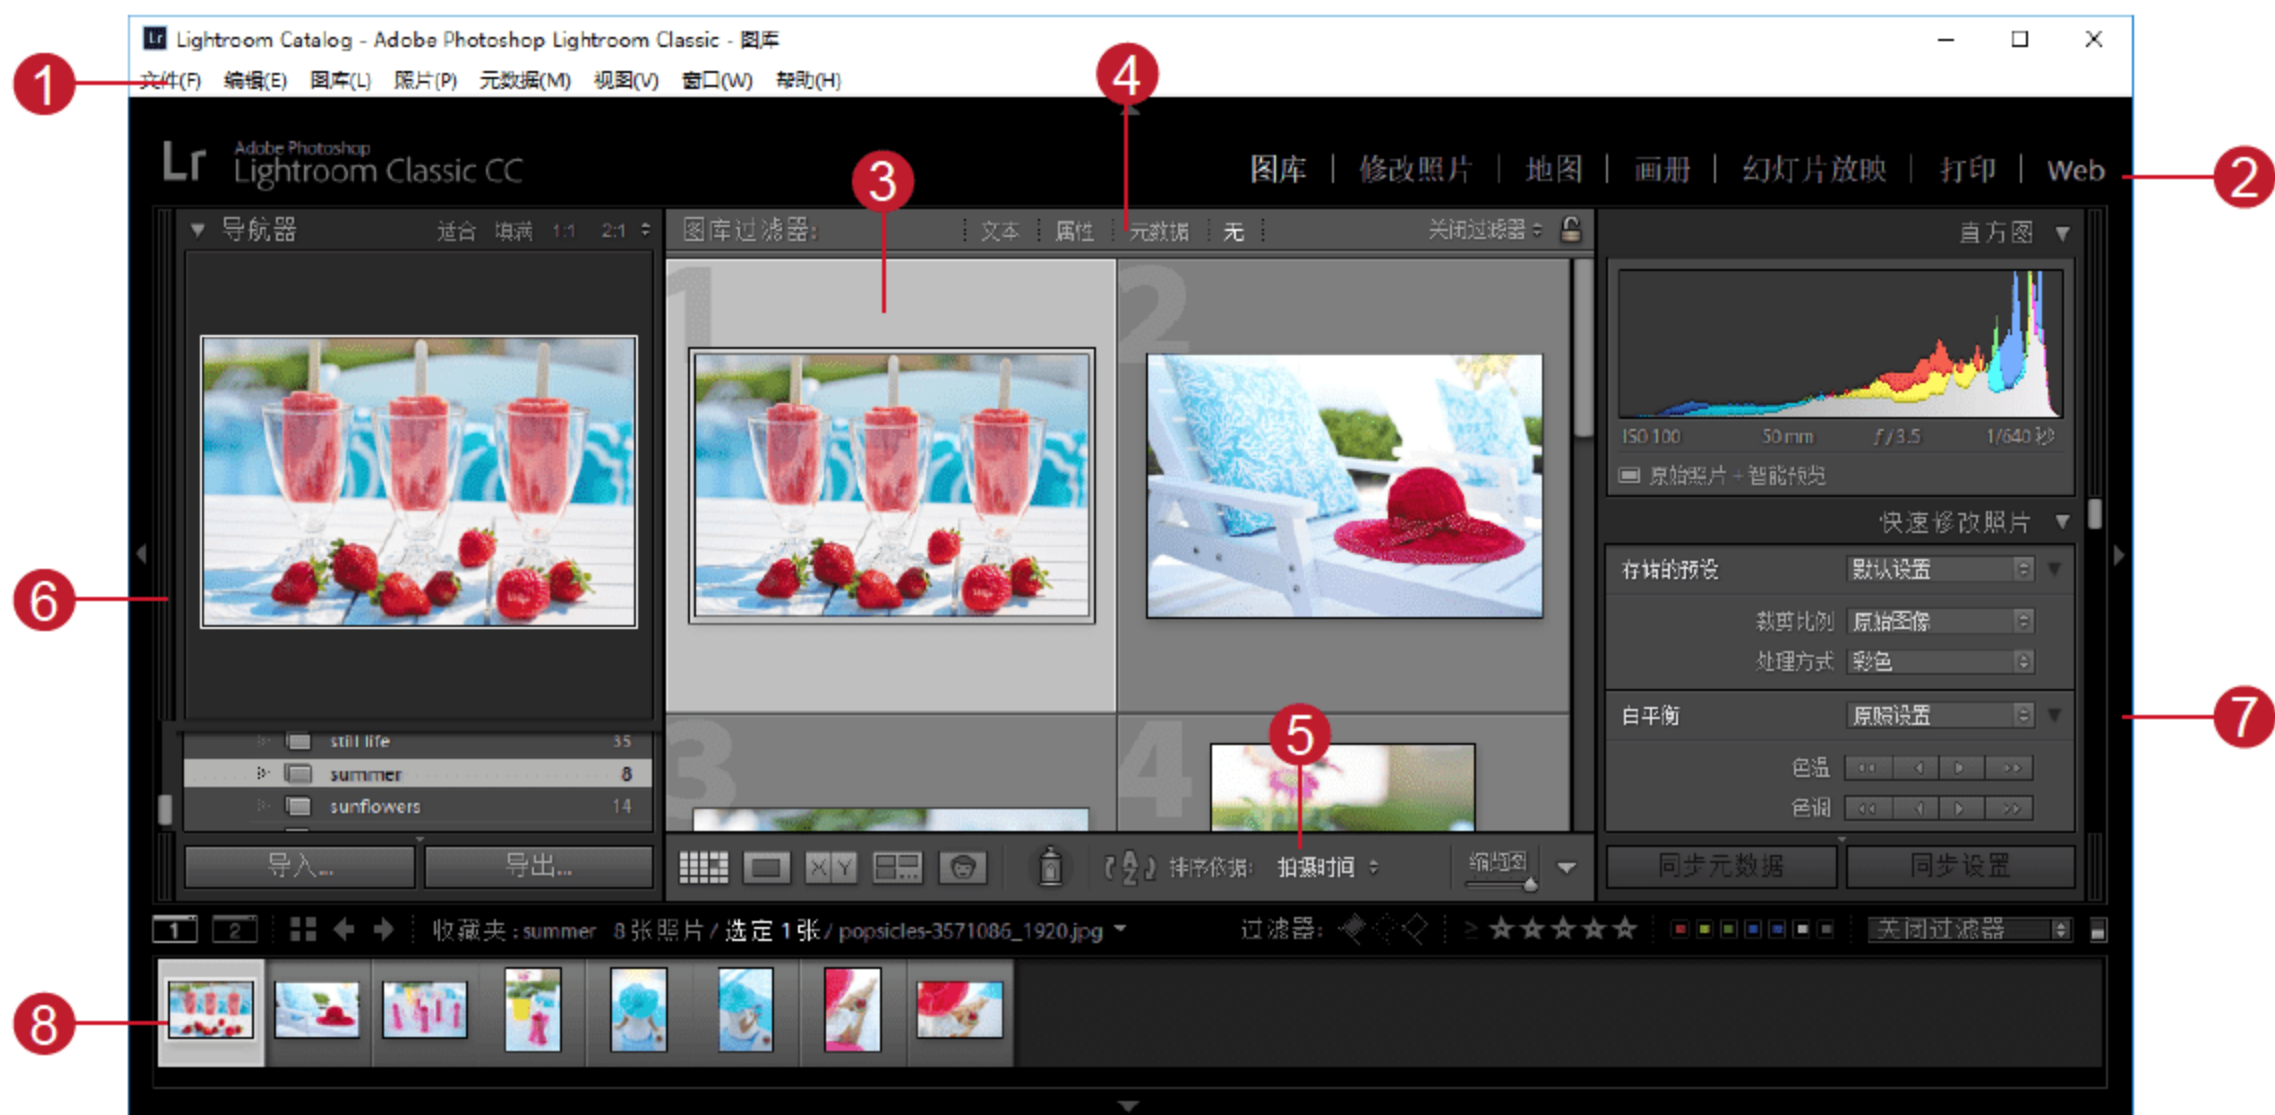 Lr Lightroom Catalog - Adobe Photoshop Lightroom Classic - 图库
1 文件(F) 编辑(E) 图库(L) 照片(P) 元数据(M) 视图(V) 窗口(W) 帮助(H)
4
Lr Adobe Photoshop
Lightroom Classic CC
3
图库 | 修改照片 | 地图 | 画册 | 幻灯片放映 | 打印 | Web 2
导航器 适合 填满 1:1 2:1
图库过滤器: 文本 属性 元数据 无 关闭过滤器
直方图
1 2
ISO 100 50 mm ƒ / 3.5 1/640 秒
原始照片 + 智能预览
快速修改照片
存储的预设 默认设置
6
裁剪比例 原始图像
处理方式 彩色
白平衡 原照设置 7
3 4 5
still life 35
summer 8
sunflowers 14
色温
色调
导入... 导出...
X Y A Z 排序依据: 拍摄时间 缩览图
同步元数据 同步设置
1 2 收藏夹 : summer 8 张照片 / 选定 1 张 / popsicles-3571086_1920.jpg 过滤器: ≥ ★★★★★ 关闭过滤器
8